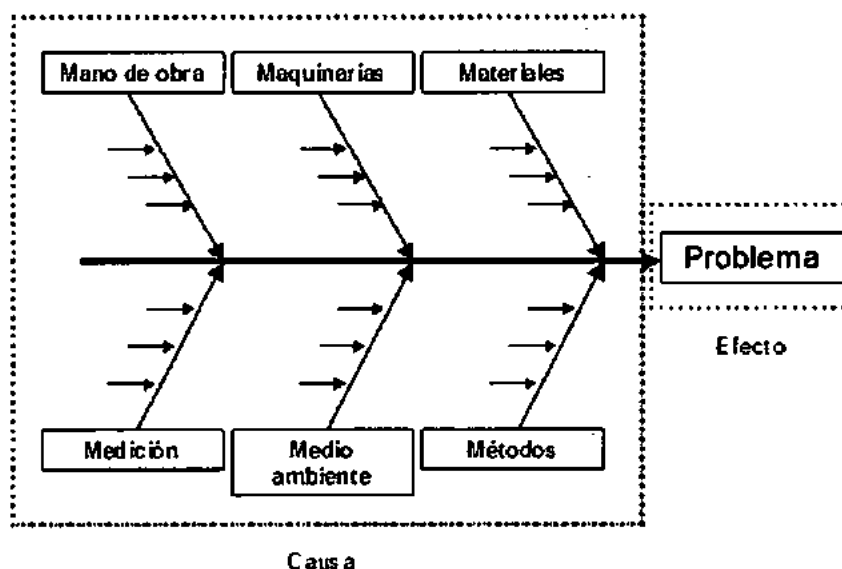 Mano de obra
Maquinarias
Materiales
Problema
Efecto
Medición
Medio
ambiente
Métodos
Causa